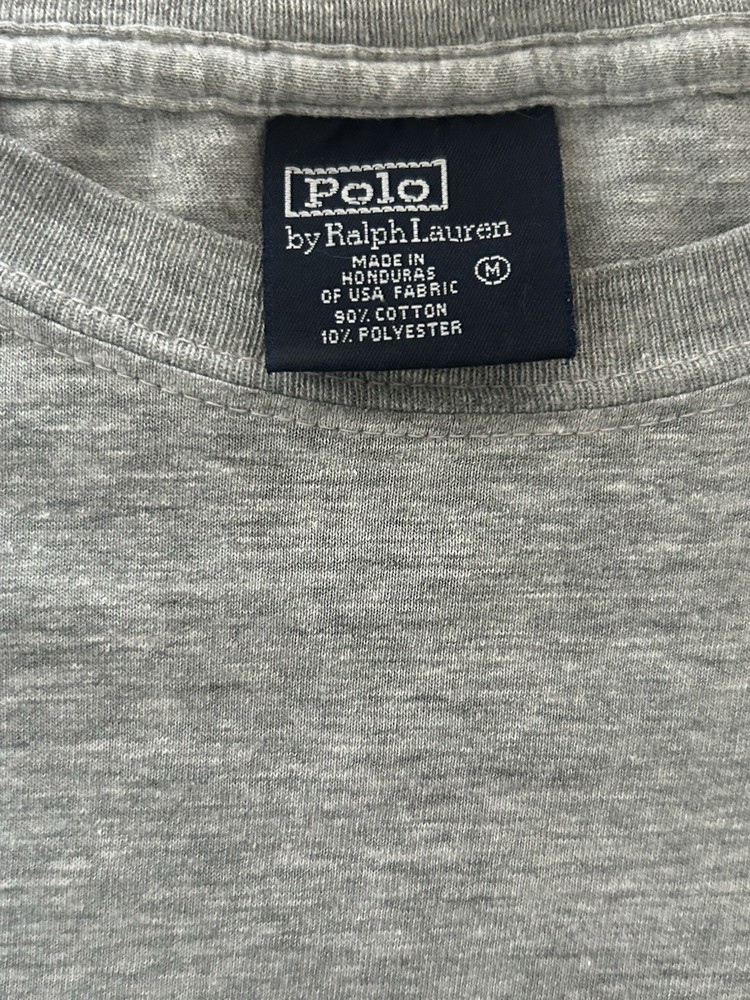 Polo
by Ralph Lauren
MADE IN
HONDURAS
OF USA FABRIC
M
90% COTTON
10% POLYESTER